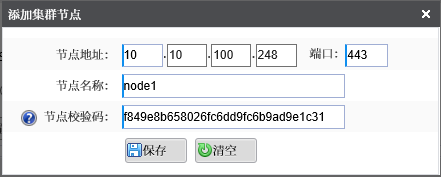 添加集群节点
节点地址: 10 .10 .100 .248 端口: 443
节点名称: node1
节点校验码: f849e8b658026fc6dd9fc6b9ad9e1c31
保存 清空